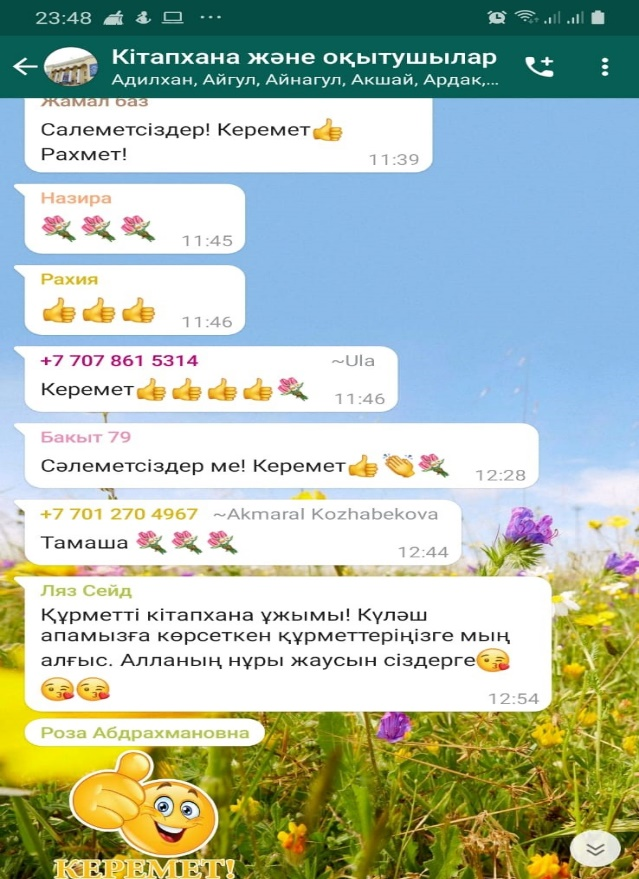 23:48
Кітапхана және оқытушылар
Адилхан, Айгул, Айнагул, Акшай, Ардак,...
Жамал баз
Салеметсіздер! Керемет👍
Рахмет!
11:39
Назира
💐💐💐
11:45
Рахия
👍👍👍
11:46
+7 707 861 5314 ~Ula
Керемет👍👍👍👍💐
11:46
Бакыт 79
Сәлеметсіздер ме! Керемет👍👏💐
12:28
+7 701 270 4967 ~Akmaral Kozhabekova
Тамаша 💐💐💐
12:44
Ляз Сейд
Құрметті кітапхана ұжымы! Күләш
апамызға көрсеткен құрметтеріңізге мың
алғыс. Алланың нұры жаусын сіздерге😘
😘😘
12:54
Роза Абдрахмановна
КЕРЕМЕТ!